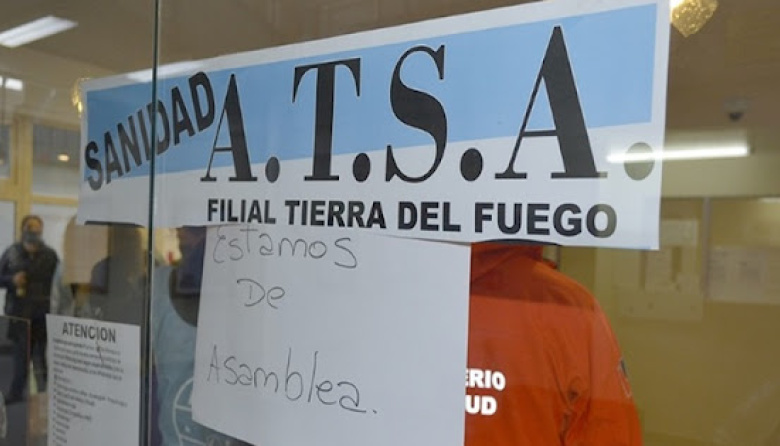 SANIDAD
A.T.S.A.
FILIAL TIERRA DEL FUEGO
Estamos
De
Asamblea.
ATENCION
ERIO
UD